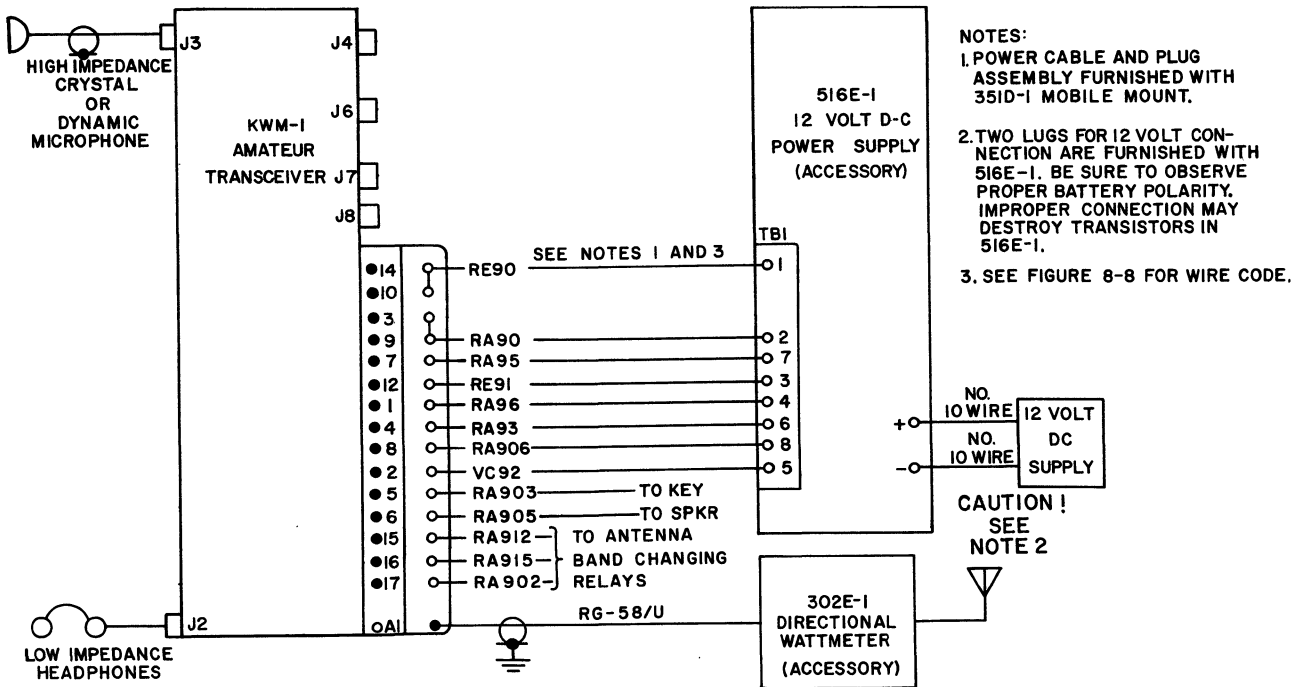 J3
HIGH IMPEDANCE
CRYSTAL
OR
DYNAMIC
MICROPHONE
J4
J6
KWM-1
AMATEUR
TRANSCEIVER
J7
J8
J2
LOW IMPEDANCE
HEADPHONES
14
10
3
9
7
12
1
4
8
2
5
6
15
16
17
A1
SEE NOTES 1 AND 3
RE90
RA90
RA95
RE91
RA96
RA93
RA906
VC92
RA903 TO KEY
RA905 TO SPKR
RA912 TO ANTENNA
RA915 BAND CHANGING
RA902 RELAYS
RG-58/U
516E-1
12 VOLT D-C
POWER SUPPLY
(ACCESSORY)
TB1
1
2
7
3
4
6
8
5
+
-
NO.
10 WIRE
NO.
10 WIRE
12 VOLT
DC
SUPPLY
CAUTION!
SEE
NOTE 2
302E-1
DIRECTIONAL
WATTMETER
(ACCESSORY)
NOTES:
1. POWER CABLE AND PLUG
ASSEMBLY FURNISHED WITH
351D-1 MOBILE MOUNT.
2. TWO LUGS FOR 12 VOLT CON-
NECTION ARE FURNISHED WITH
516E-1. BE SURE TO OBSERVE
PROPER BATTERY POLARITY.
IMPROPER CONNECTION MAY
DESTROY TRANSISTORS IN
516E-1.
3. SEE FIGURE 8-8 FOR WIRE CODE.